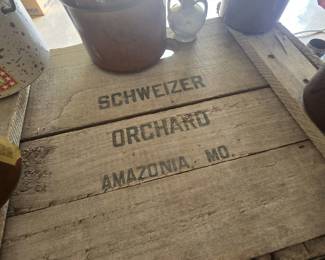 SCHWEIZER
ORCHARD
AMAZONIA, MO.